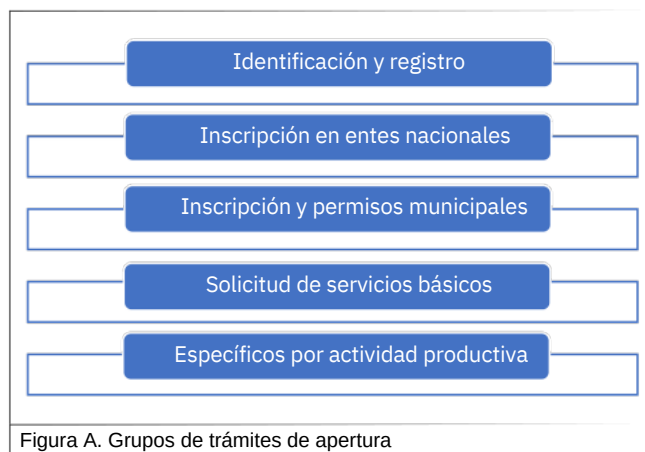 Identificación y registro
Inscripción en entes nacionales
Inscripción y permisos municipales
Solicitud de servicios básicos
Específicos por actividad productiva
Figura A. Grupos de trámites de apertura